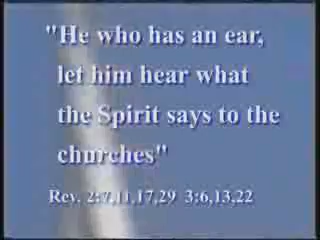 "He who has an ear,
let him hear what
the Spirit says to the
churches"
Rev. 2:7,11,17,29 3:6,13,22